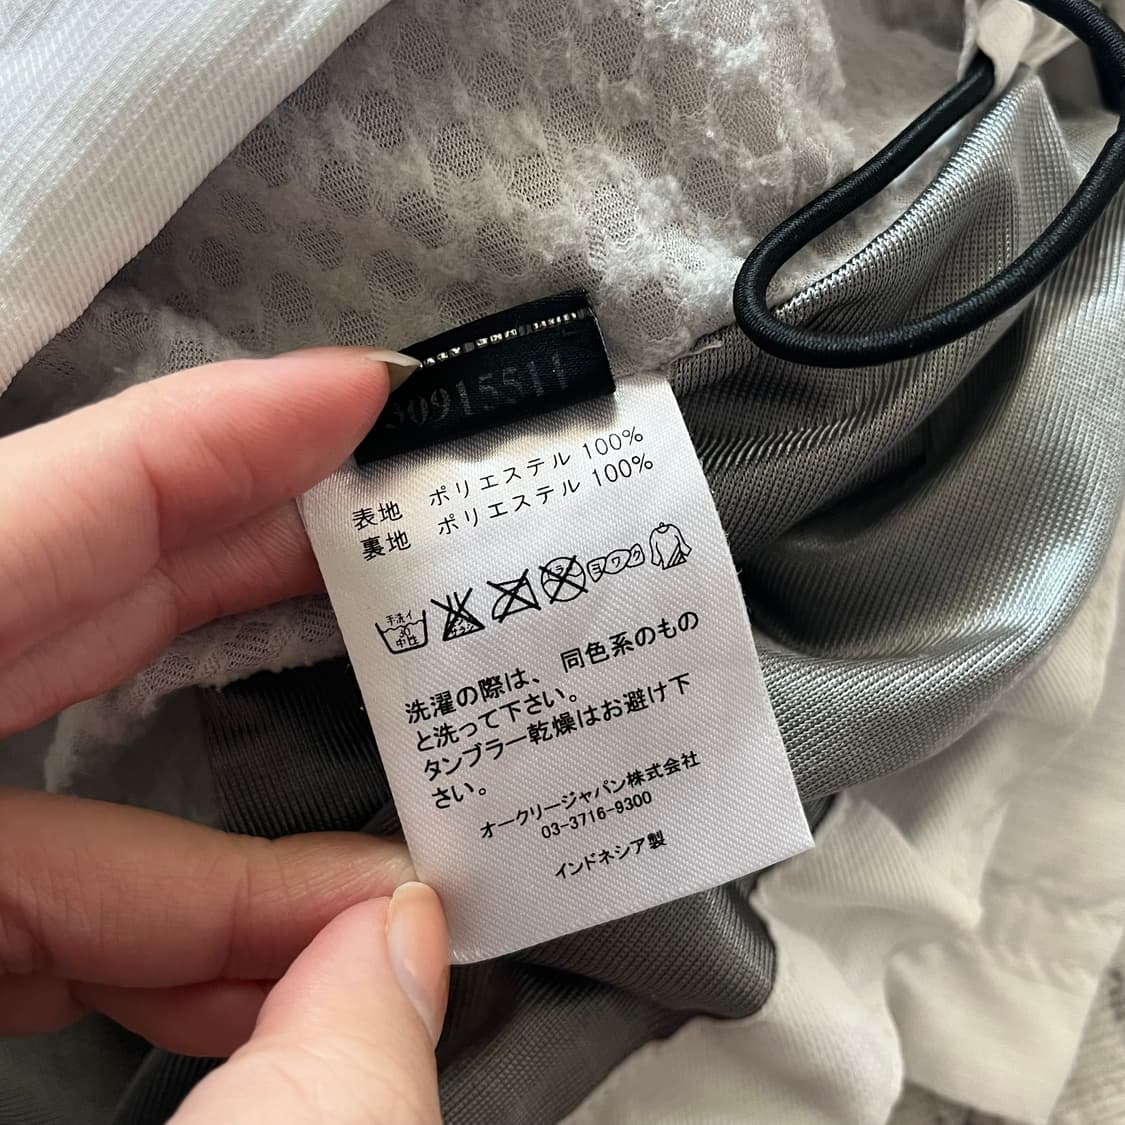 30915511
表地 ポリエステル 100%
裏地 ポリエステル 100%
手洗イ
30
中性
ヨワク
洗濯の際は、同色系のもの
と洗って下さい。
タンブラー乾燥はお避け下
さい。
オークリージャパン株式会社
03-3716-9300
インドネシア製